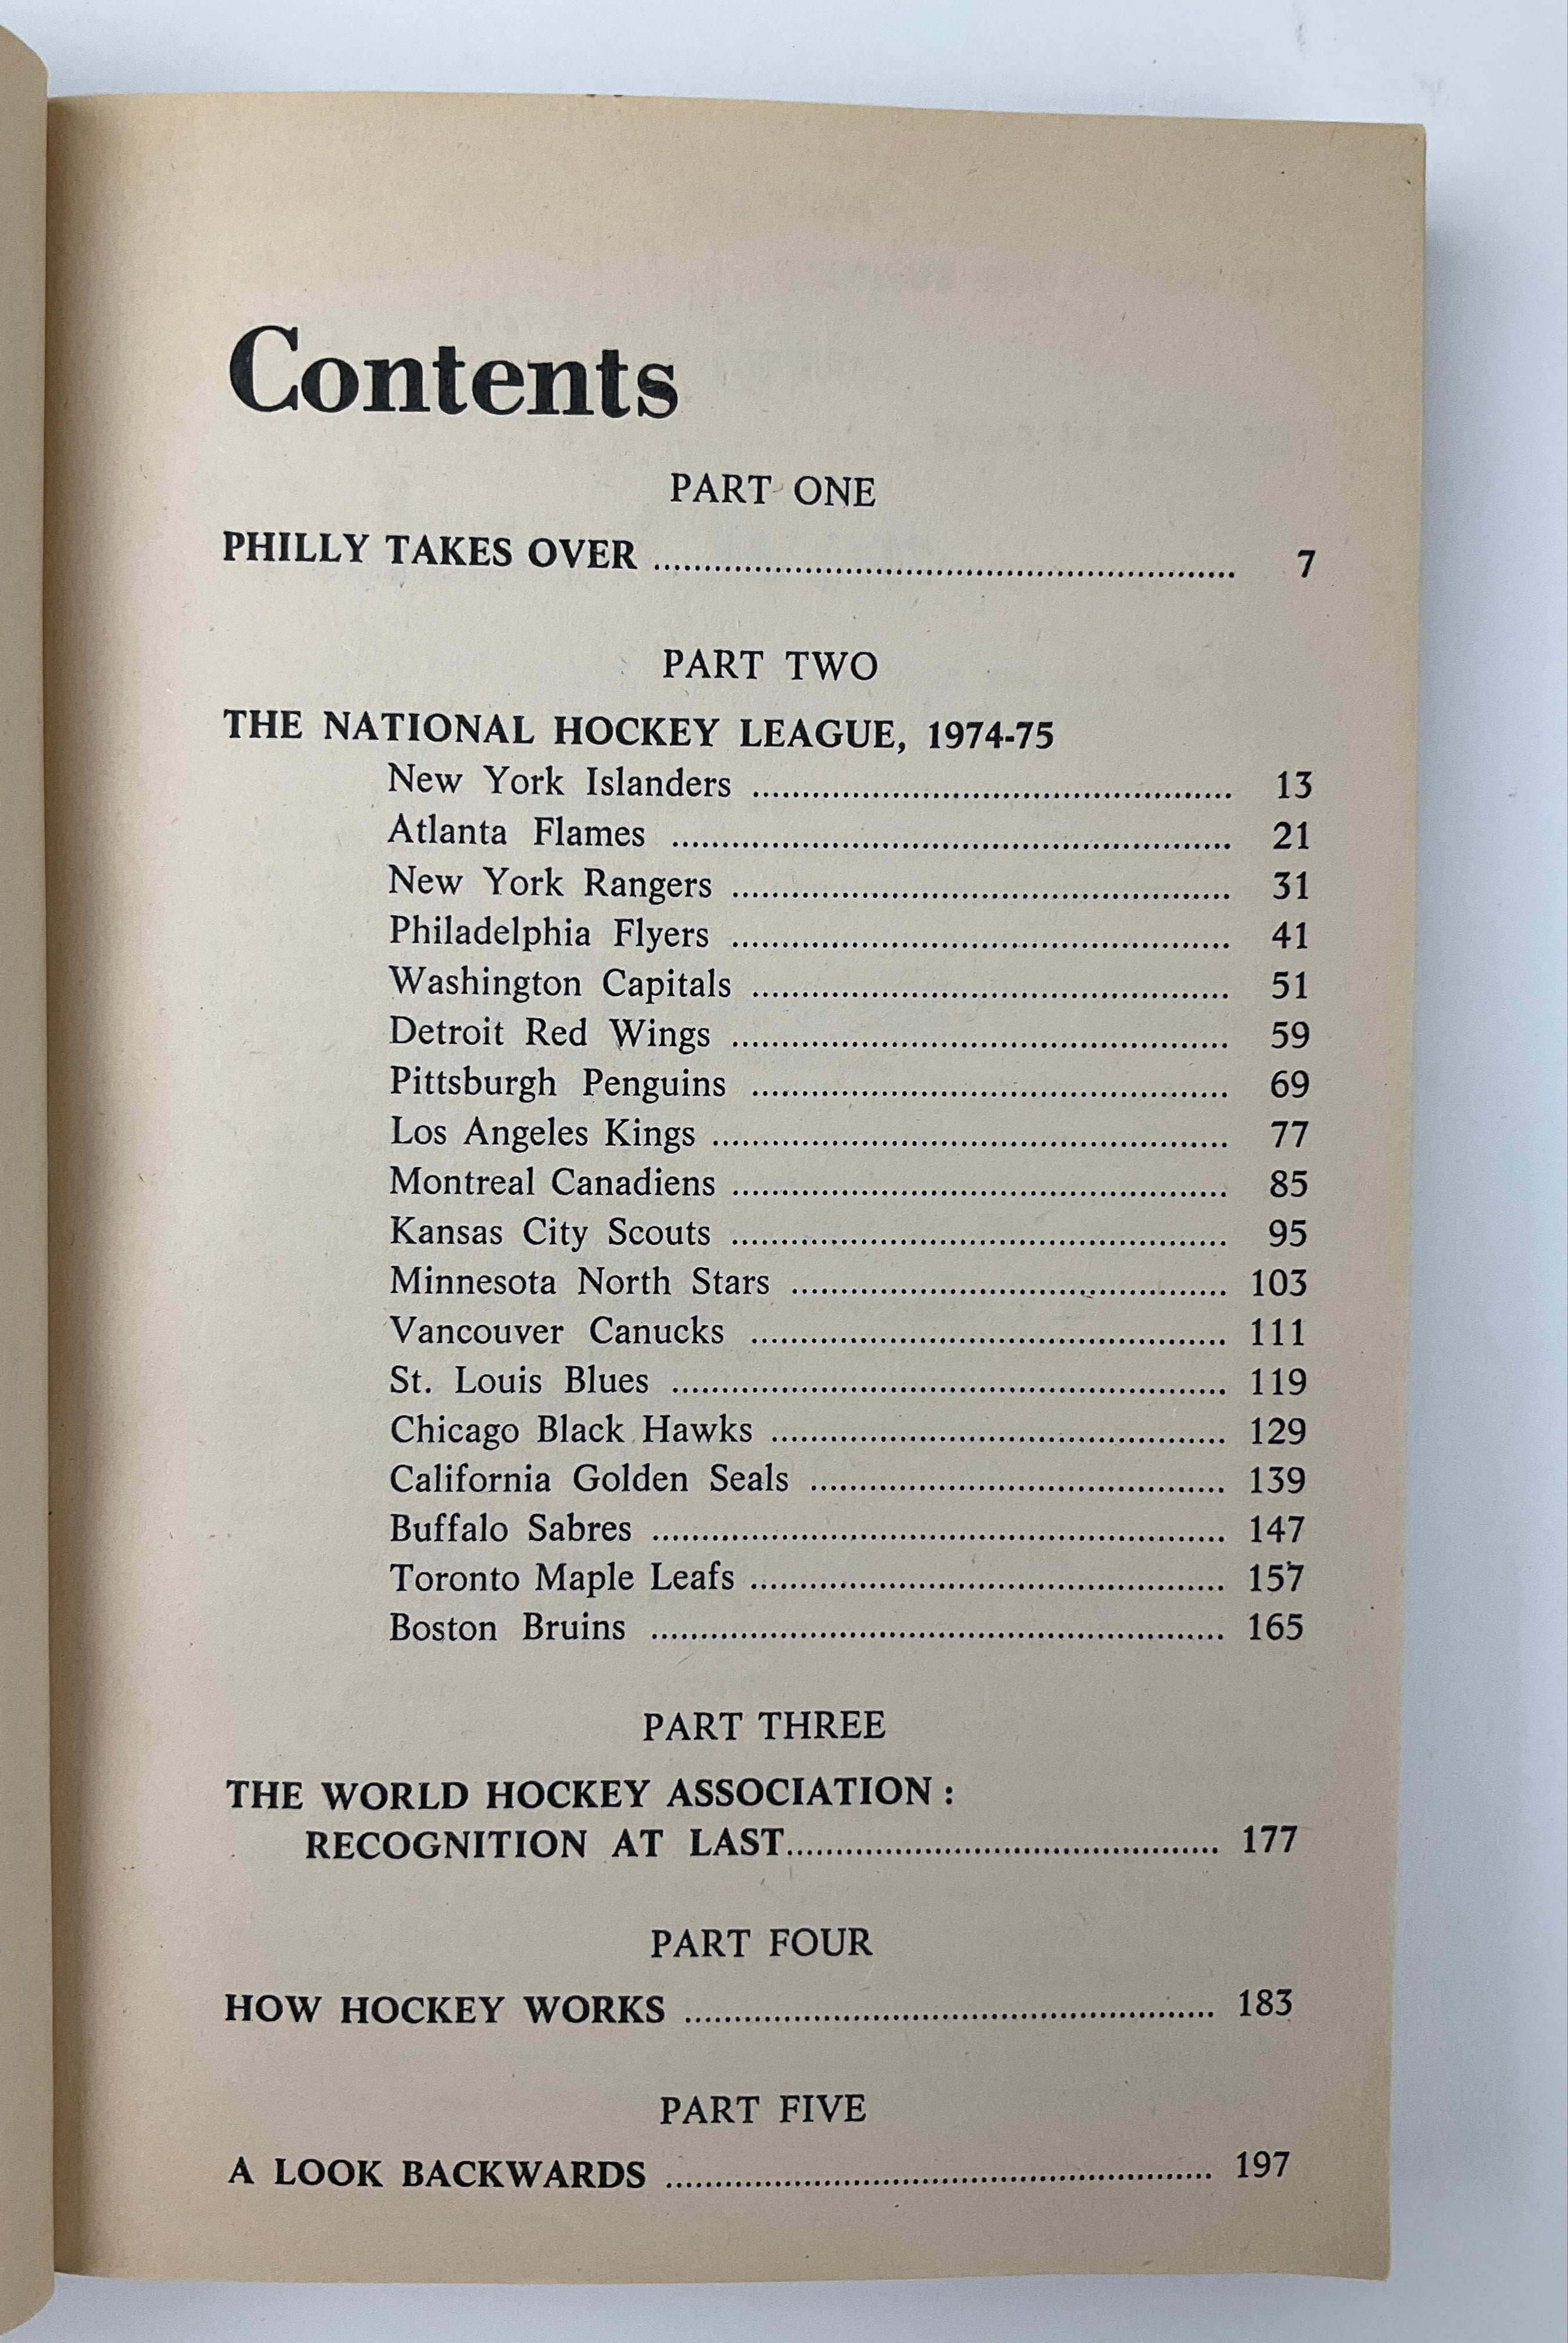 Contents
PART ONE
PHILLY TAKES OVER ........................................ 7
PART TWO
THE NATIONAL HOCKEY LEAGUE, 1974-75
New York Islanders ........................................ 13
Atlanta Flames ........................................ 21
New York Rangers ........................................ 31
Philadelphia Flyers ........................................ 41
Washington Capitals ........................................ 51
Detroit Red Wings ........................................ 59
Pittsburgh Penguins ........................................ 69
Los Angeles Kings ........................................ 77
Montreal Canadiens ........................................ 85
Kansas City Scouts ........................................ 95
Minnesota North Stars ........................................ 103
Vancouver Canucks ........................................ 111
St. Louis Blues ........................................ 119
Chicago Black Hawks ........................................ 129
California Golden Seals ........................................ 139
Buffalo Sabres ........................................ 147
Toronto Maple Leafs ........................................ 157
Boston Bruins ........................................ 165
PART THREE
THE WORLD HOCKEY ASSOCIATION:
RECOGNITION AT LAST........................................ 177
PART FOUR
HOW HOCKEY WORKS ........................................ 183
PART FIVE
A LOOK BACKWARDS ........................................ 197